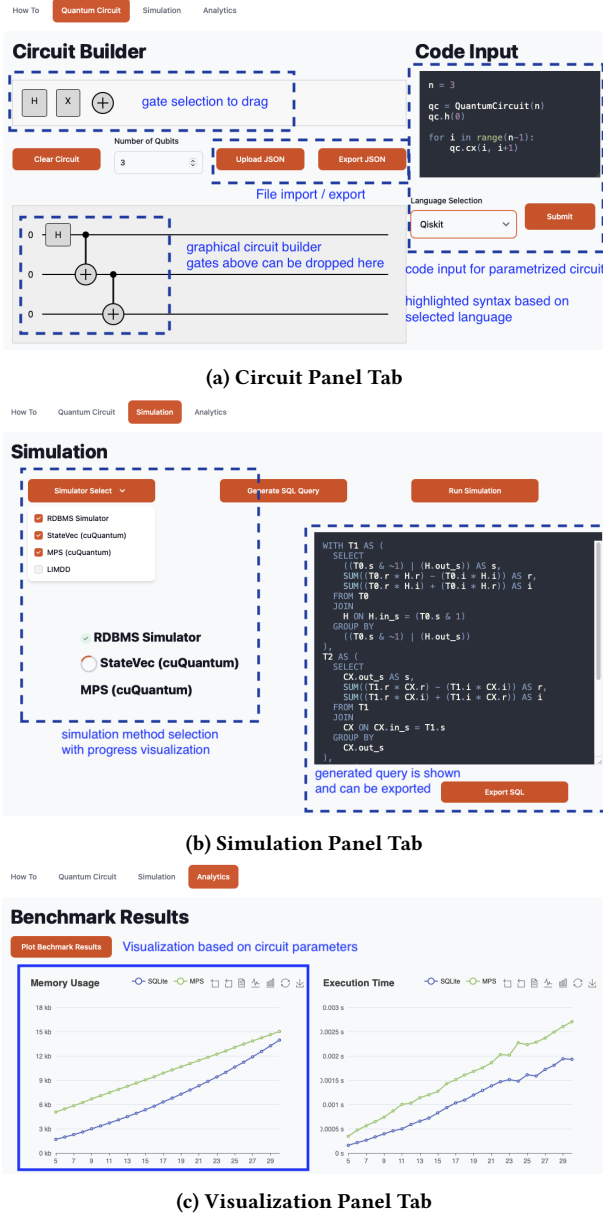 How To Quantum Circuit Simulation Analytics
Circuit Builder
H X gate selection to drag
Number of Qubits
Clear Circuit 3 Upload JSON Export JSON
File import / export
0 H
graphical circuit builder
gates above can be dropped here
0
0
Code Input
n = 3
qc = QuantumCircuit(n)
qc.h(0)
for i in range(n-1):
    qc.cx(i, i+1)
Language Selection
Qiskit Submit
code input for parametrized circuit
highlighted syntax based on
selected language
(a) Circuit Panel Tab
How To Quantum Circuit Simulation Analytics
Simulation
Simulator Select Generate SQL Query Run Simulation
RDBMS Simulator
StateVec (cuQuantum)
MPS (cuQuantum)
LIMDD
RDBMS Simulator
StateVec (cuQuantum)
MPS (cuQuantum)
simulation method selection
with progress visualization
WITH T1 AS (
  SELECT
    ((T0.s & ~1) | (H.out_s)) AS s,
    SUM((T0.r * H.r) - (T0.i * H.i)) AS r,
    SUM((T0.r * H.i) + (T0.i * H.r)) AS i
  FROM T0
  JOIN
    H ON H.in_s = (T0.s & 1)
  GROUP BY
    ((T0.s & ~1) | (H.out_s))
),
T2 AS (
  SELECT
    CX.out_s AS s,
    SUM((T1.r * CX.r) - (T1.i * CX.i)) AS r,
    SUM((T1.r * CX.i) + (T1.i * CX.r)) AS i
  FROM T1
  JOIN
    CX ON CX.in_s = T1.s
  GROUP BY
    CX.out_s
),
generated query is shown
and can be exported
Export SQL
(b) Simulation Panel Tab
How To Quantum Circuit Simulation Analytics
Benchmark Results
Plot Bechmark Results Visualization based on circuit parameters
Memory Usage SQLite MPS
18 kb
15 kb
12 kb
9 kb
6 kb
3 kb
0 kb
5 7 9 11 13 15 17 19 21 23 25 27 29
Execution Time SQLite MPS
0.003 s
0.0025 s
0.002 s
0.0015 s
0.001 s
0.0005 s
0 s
5 7 9 11 13 15 17 19 21 23 25 27 29
(c) Visualization Panel Tab